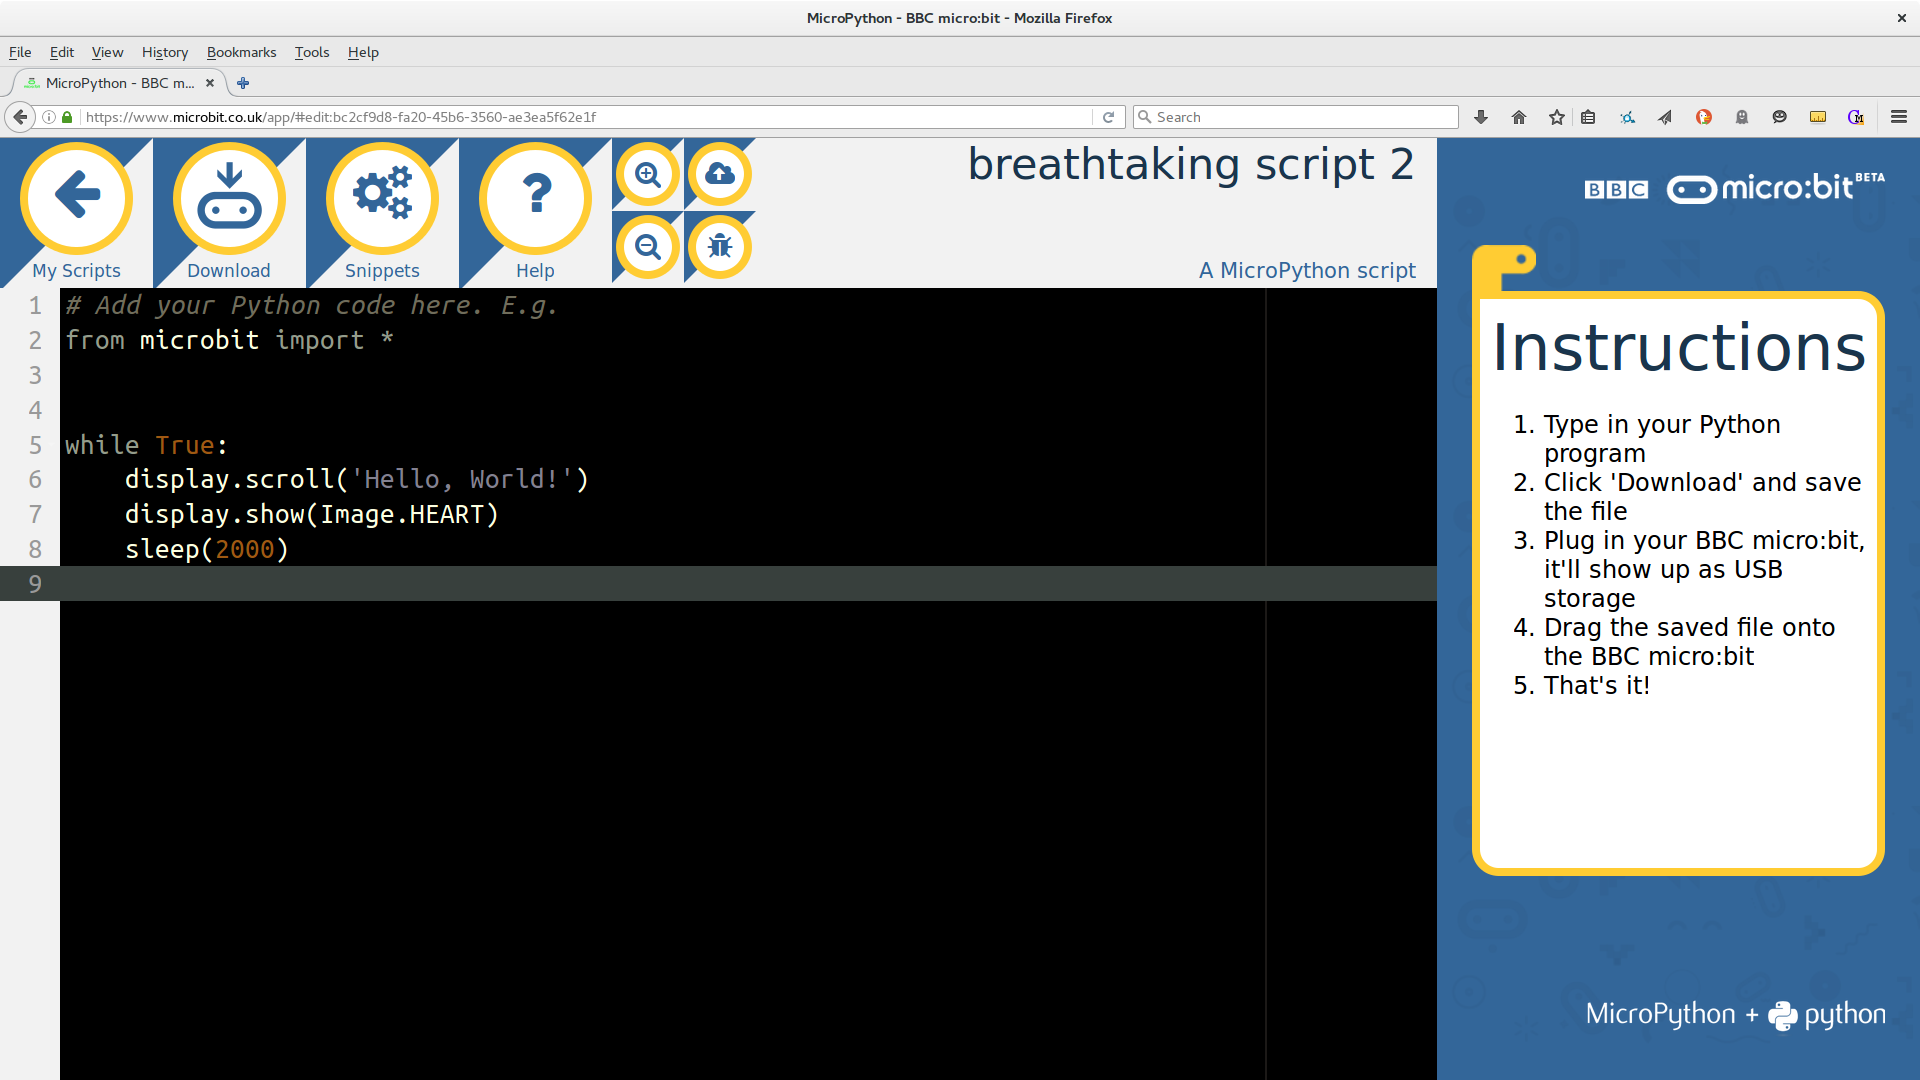 MicroPython - BBC micro:bit - Mozilla Firefox
File Edit View History Bookmarks Tools Help
MicroPython - BBC m...
https://www.microbit.co.uk/app/#edit:bc2cf9d8-fa20-45b6-3560-ae3ea5f62e1f
Search
My Scripts
Download
Snippets
?
Help
breathtaking script 2
A MicroPython script
BBC micro:bit BETA
1 # Add your Python code here. E.g.
2 from microbit import *
3
4
5 while True:
6     display.scroll('Hello, World!')
7     display.show(Image.HEART)
8     sleep(2000)
9
Instructions
1. Type in your Python
program
2. Click 'Download' and save
the file
3. Plug in your BBC micro:bit,
it'll show up as USB
storage
4. Drag the saved file onto
the BBC micro:bit
5. That's it!
MicroPython + python